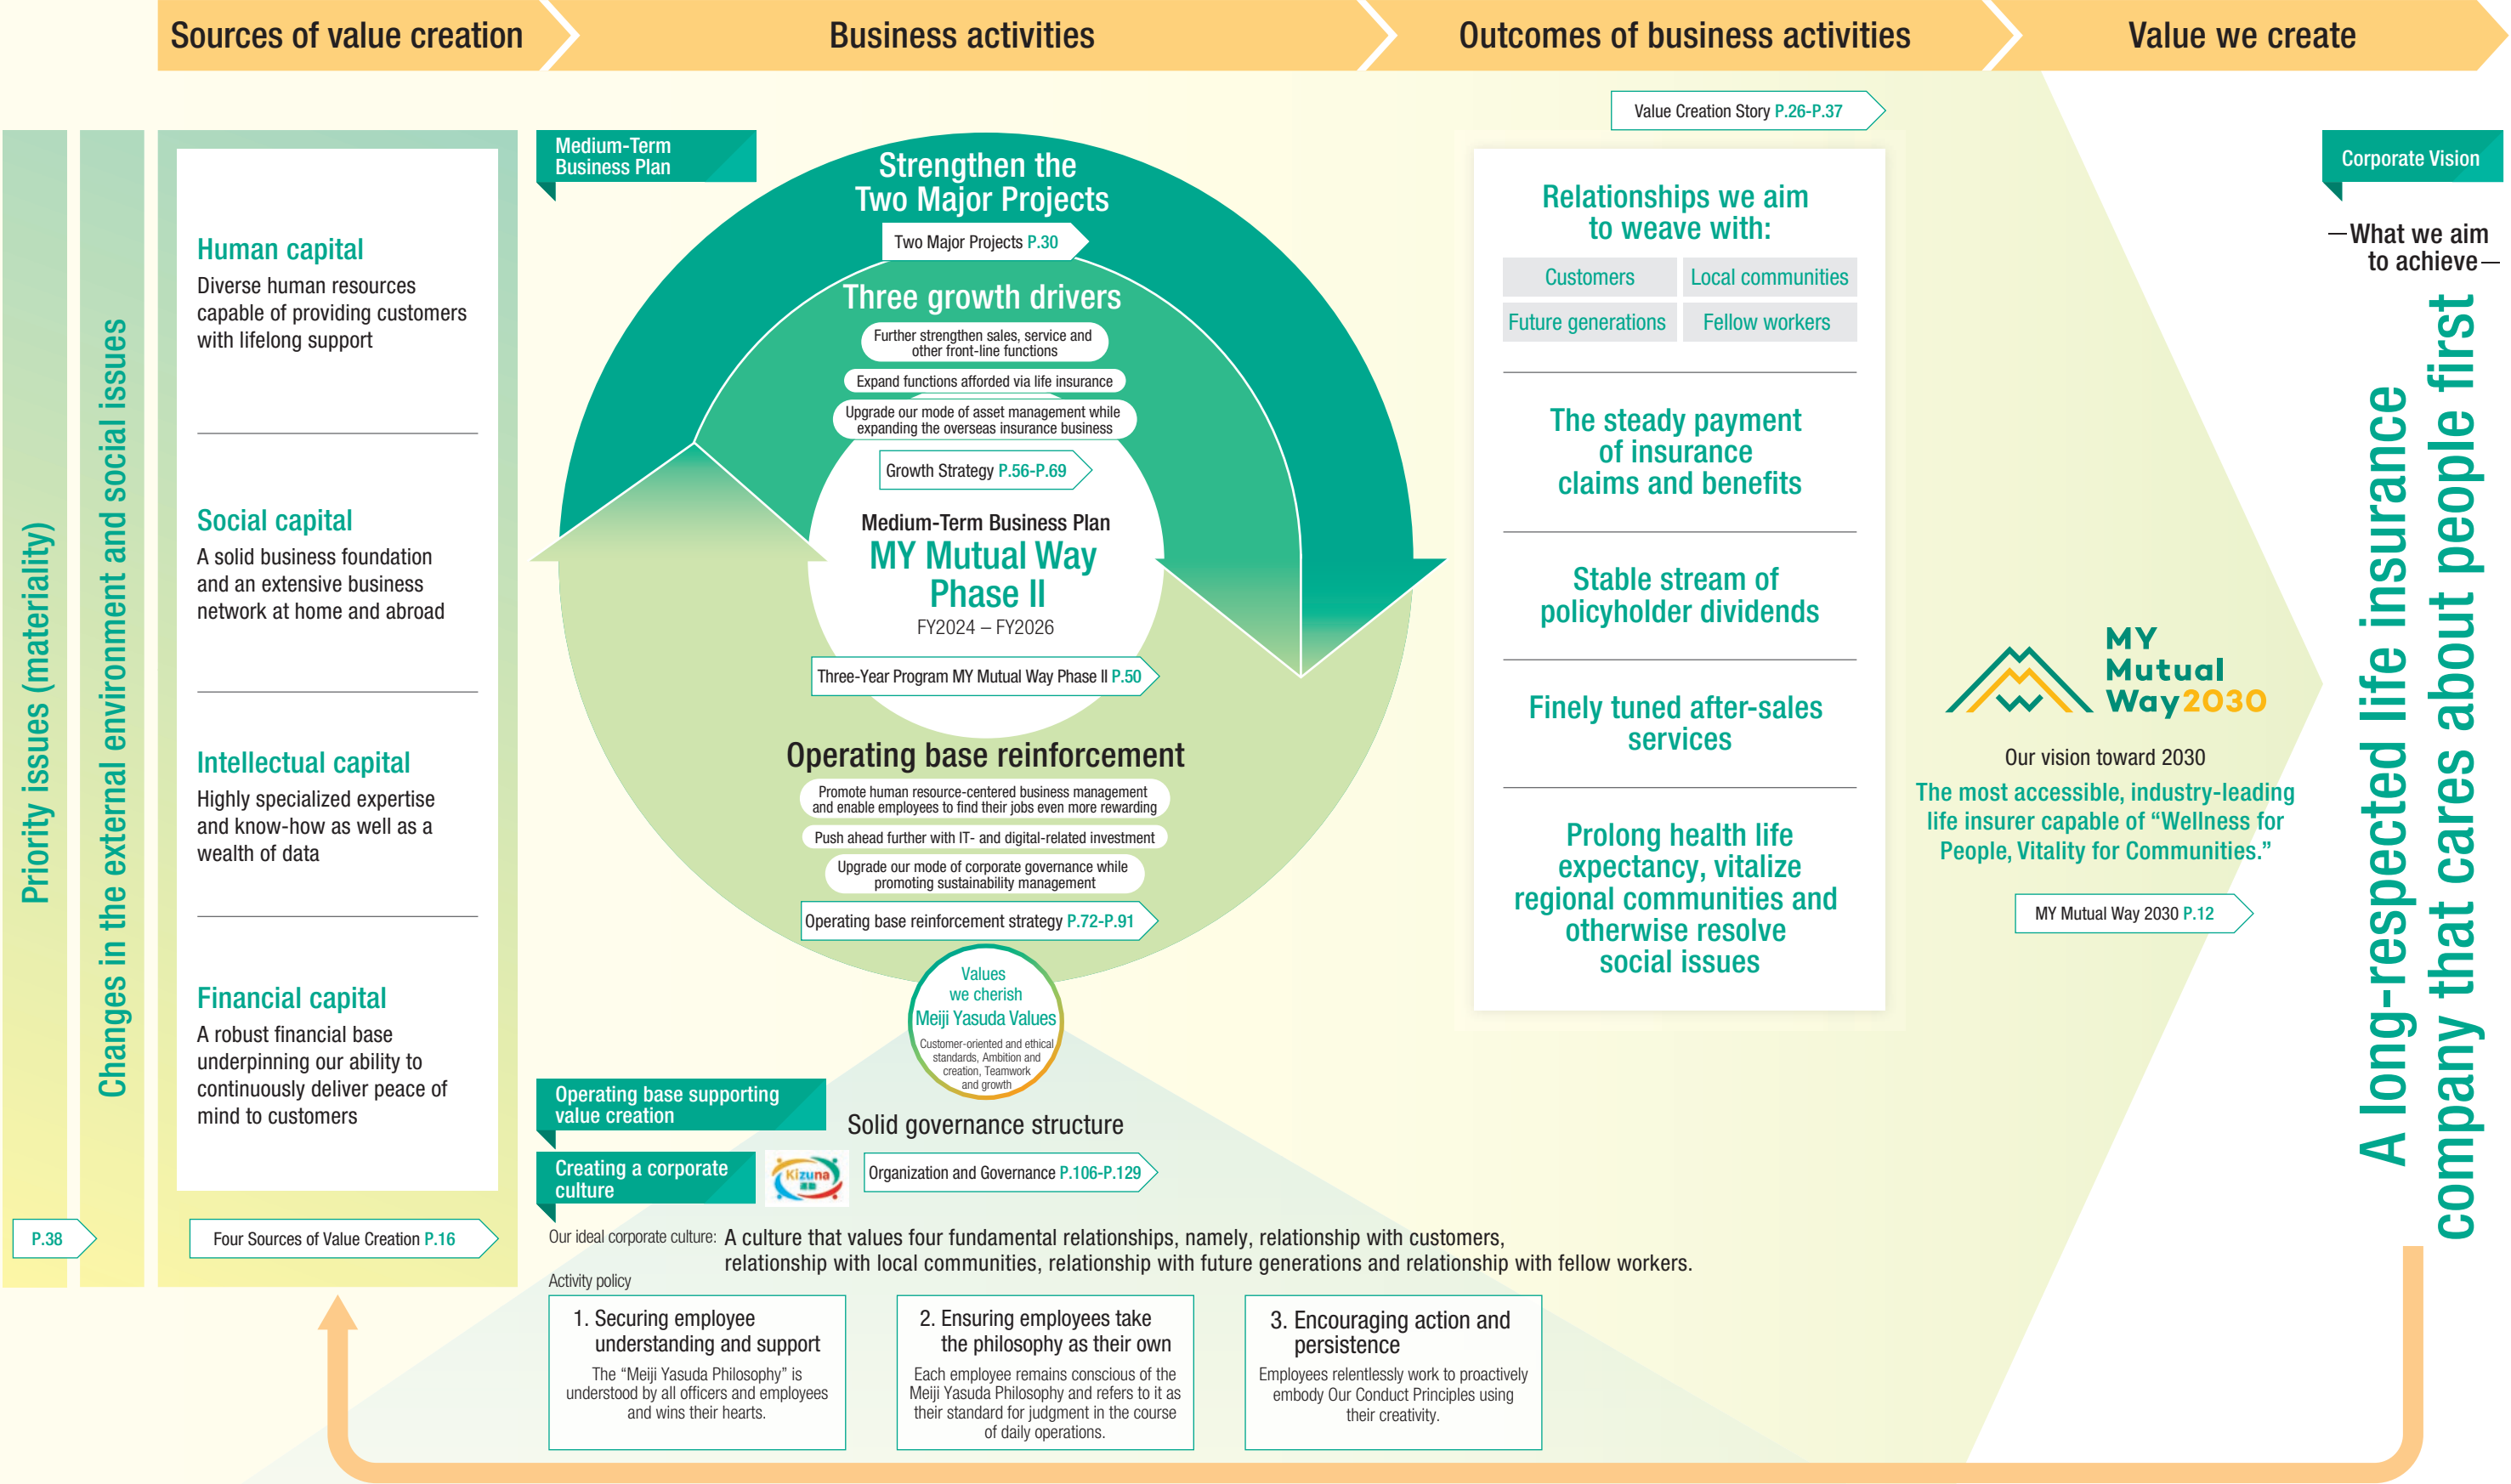 Sources of value creation
Business activities
Outcomes of business activities
Value we create
Priority issues (materiality)
P.38
Changes in the external environment and social issues
Human capital
Diverse human resources
capable of providing customers
with lifelong support
Social capital
A solid business foundation
and an extensive business
network at home and abroad
Intellectual capital
Highly specialized expertise
and know-how as well as a
wealth of data
Financial capital
A robust financial base
underpinning our ability to
continuously deliver peace of
mind to customers
Four Sources of Value Creation P.16
Medium-Term
Business Plan
Strengthen the
Two Major Projects
Two Major Projects P.30
Three growth drivers
Further strengthen sales, service and
other front-line functions
Expand functions afforded via life insurance
Upgrade our mode of asset management while
expanding the overseas insurance business
Growth Strategy P.56-P.69
Medium-Term Business Plan
MY Mutual Way
Phase II
FY2024 – FY2026
Three-Year Program MY Mutual Way Phase II P.50
Operating base reinforcement
Promote human resource-centered business management
and enable employees to find their jobs even more rewarding
Push ahead further with IT- and digital-related investment
Upgrade our mode of corporate governance while
promoting sustainability management
Operating base reinforcement strategy P.72-P.91
Values
we cherish
Meiji Yasuda Values
Customer-oriented and ethical
standards, Ambition and
creation, Teamwork
and growth
Operating base supporting
value creation
Solid governance structure
Creating a corporate
culture
Kizuna
Organization and Governance P.106-P.129
Our ideal corporate culture: A culture that values four fundamental relationships, namely, relationship with customers,
relationship with local communities, relationship with future generations and relationship with fellow workers.
Activity policy
1. Securing employee
understanding and support
The “Meiji Yasuda Philosophy” is
understood by all officers and employees
and wins their hearts.
2. Ensuring employees take
the philosophy as their own
Each employee remains conscious of the
Meiji Yasuda Philosophy and refers to it as
their standard for judgment in the course
of daily operations.
3. Encouraging action and
persistence
Employees relentlessly work to proactively
embody Our Conduct Principles using
their creativity.
Value Creation Story P.26-P.37
Relationships we aim
to weave with:
Customers
Local communities
Future generations
Fellow workers
The steady payment
of insurance
claims and benefits
Stable stream of
policyholder dividends
Finely tuned after-sales
services
Prolong health life
expectancy, vitalize
regional communities and
otherwise resolve
social issues
MY
Mutual
Way2030
Our vision toward 2030
The most accessible, industry-leading
life insurer capable of “Wellness for
People, Vitality for Communities.”
MY Mutual Way 2030 P.12
Corporate Vision
—What we aim
to achieve—
A long-respected life insurance
company that cares about people first